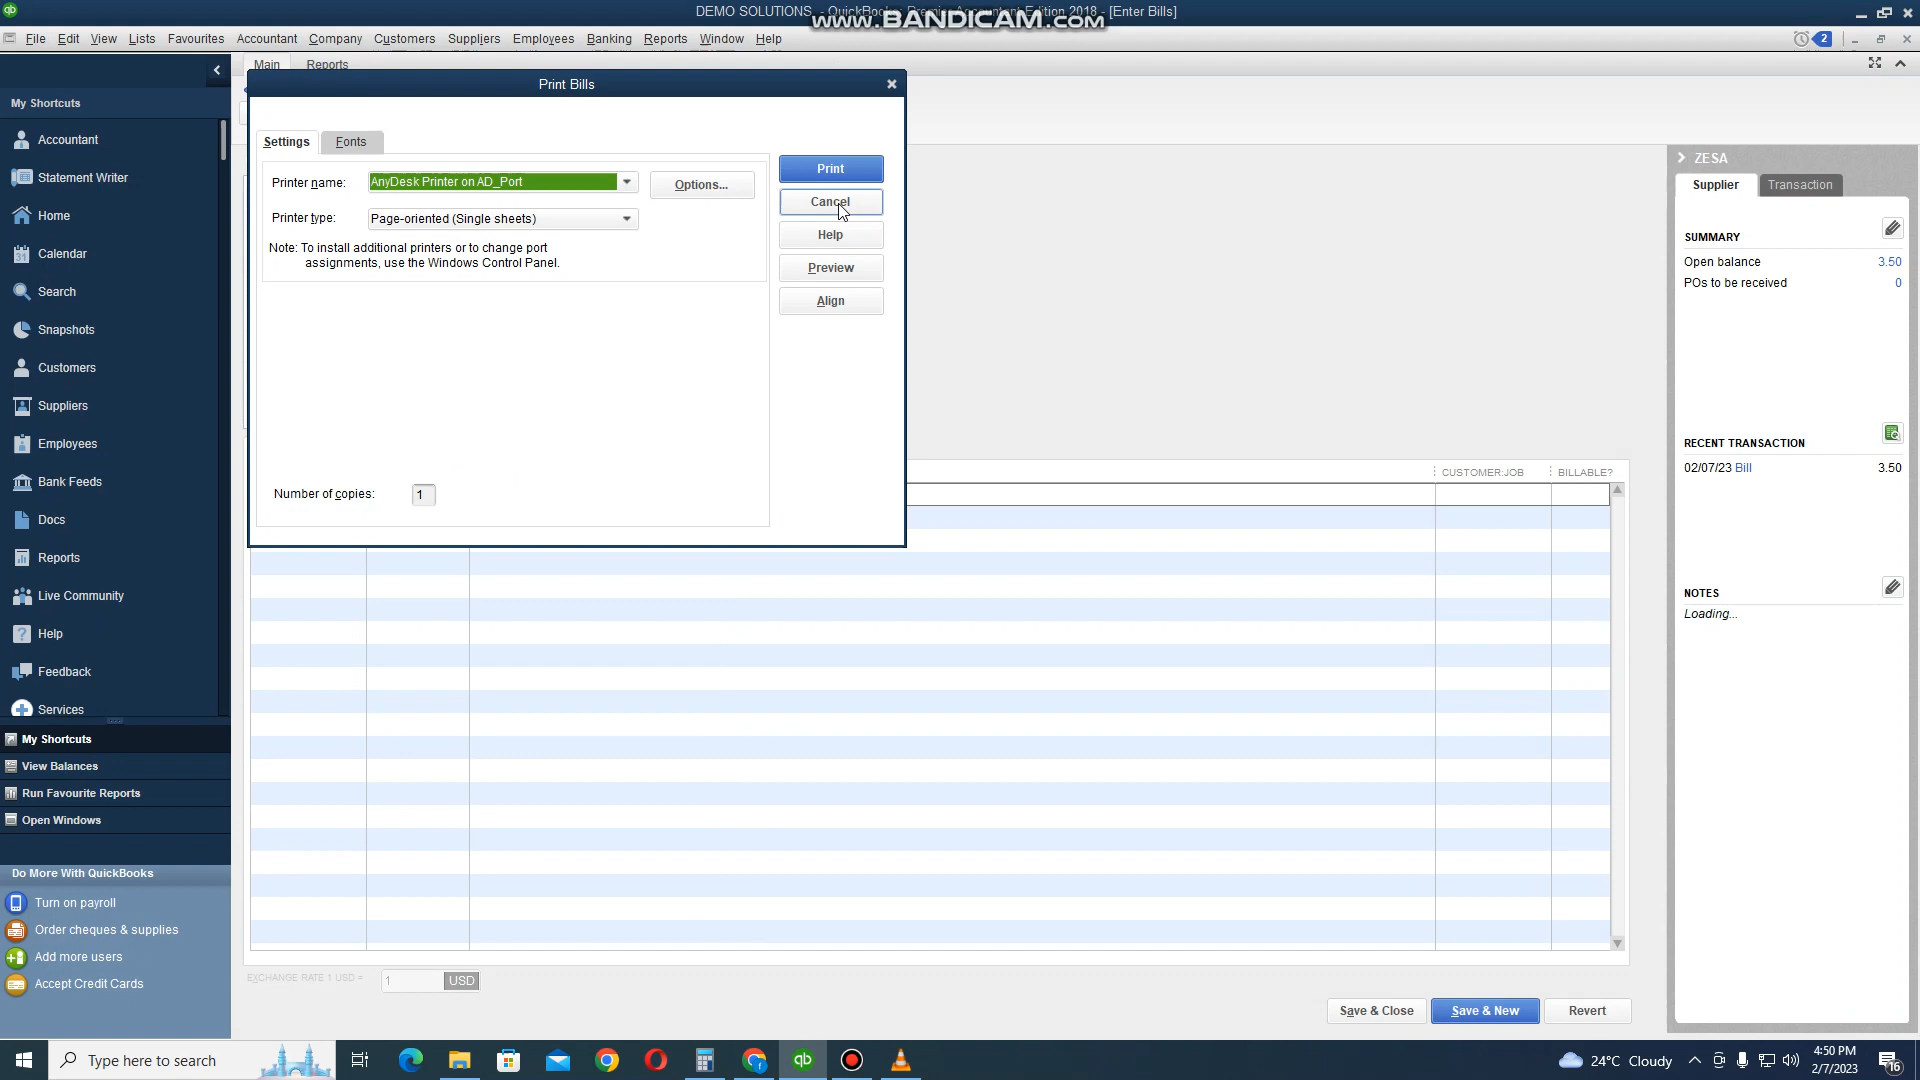 DEMO SOLUTIONS - QuickBooks Premier Accountant Edition 2018 - [Enter Bills]
www.BANDICAM.com
File Edit View Lists Favourites Accountant Company Customers Suppliers Employees Banking Reports Window Help
2
Main Reports
Print Bills
My Shortcuts
Accountant
Statement Writer
Home
Calendar
Search
Snapshots
Customers
Suppliers
Employees
Bank Feeds
Docs
Reports
Live Community
Help
Feedback
Services
My Shortcuts
View Balances
Run Favourite Reports
Open Windows
Do More With QuickBooks
Turn on payroll
Order cheques & supplies
Add more users
Accept Credit Cards
Settings Fonts
Printer name: AnyDesk Printer on AD_Port Options...
Printer type: Page-oriented (Single sheets)
Note: To install additional printers or to change port
assignments, use the Windows Control Panel.
Number of copies: 1
Print
Cancel
Help
Preview
Align
CUSTOMER:JOB BILLABLE?
EXCHANGE RATE 1 USD = 1 USD
Save & Close Save & New Revert
ZESA
Supplier Transaction
SUMMARY
Open balance 3.50
POs to be received 0
RECENT TRANSACTION
02/07/23 Bill 3.50
NOTES
Loading...
Type here to search
24°C Cloudy
4:50 PM
2/7/2023
16